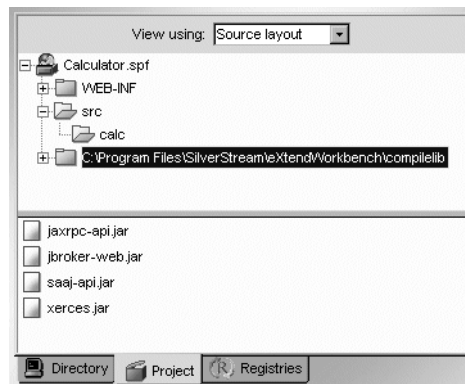 View using: Source layout
Calculator.spf
WEB-INF
src
calc
C:\Program Files\SilverStream\eXtendWorkbench\compilelib
jaxrpc-api.jar
jbroker-web.jar
saaj-api.jar
xerces.jar
Directory Project Registries